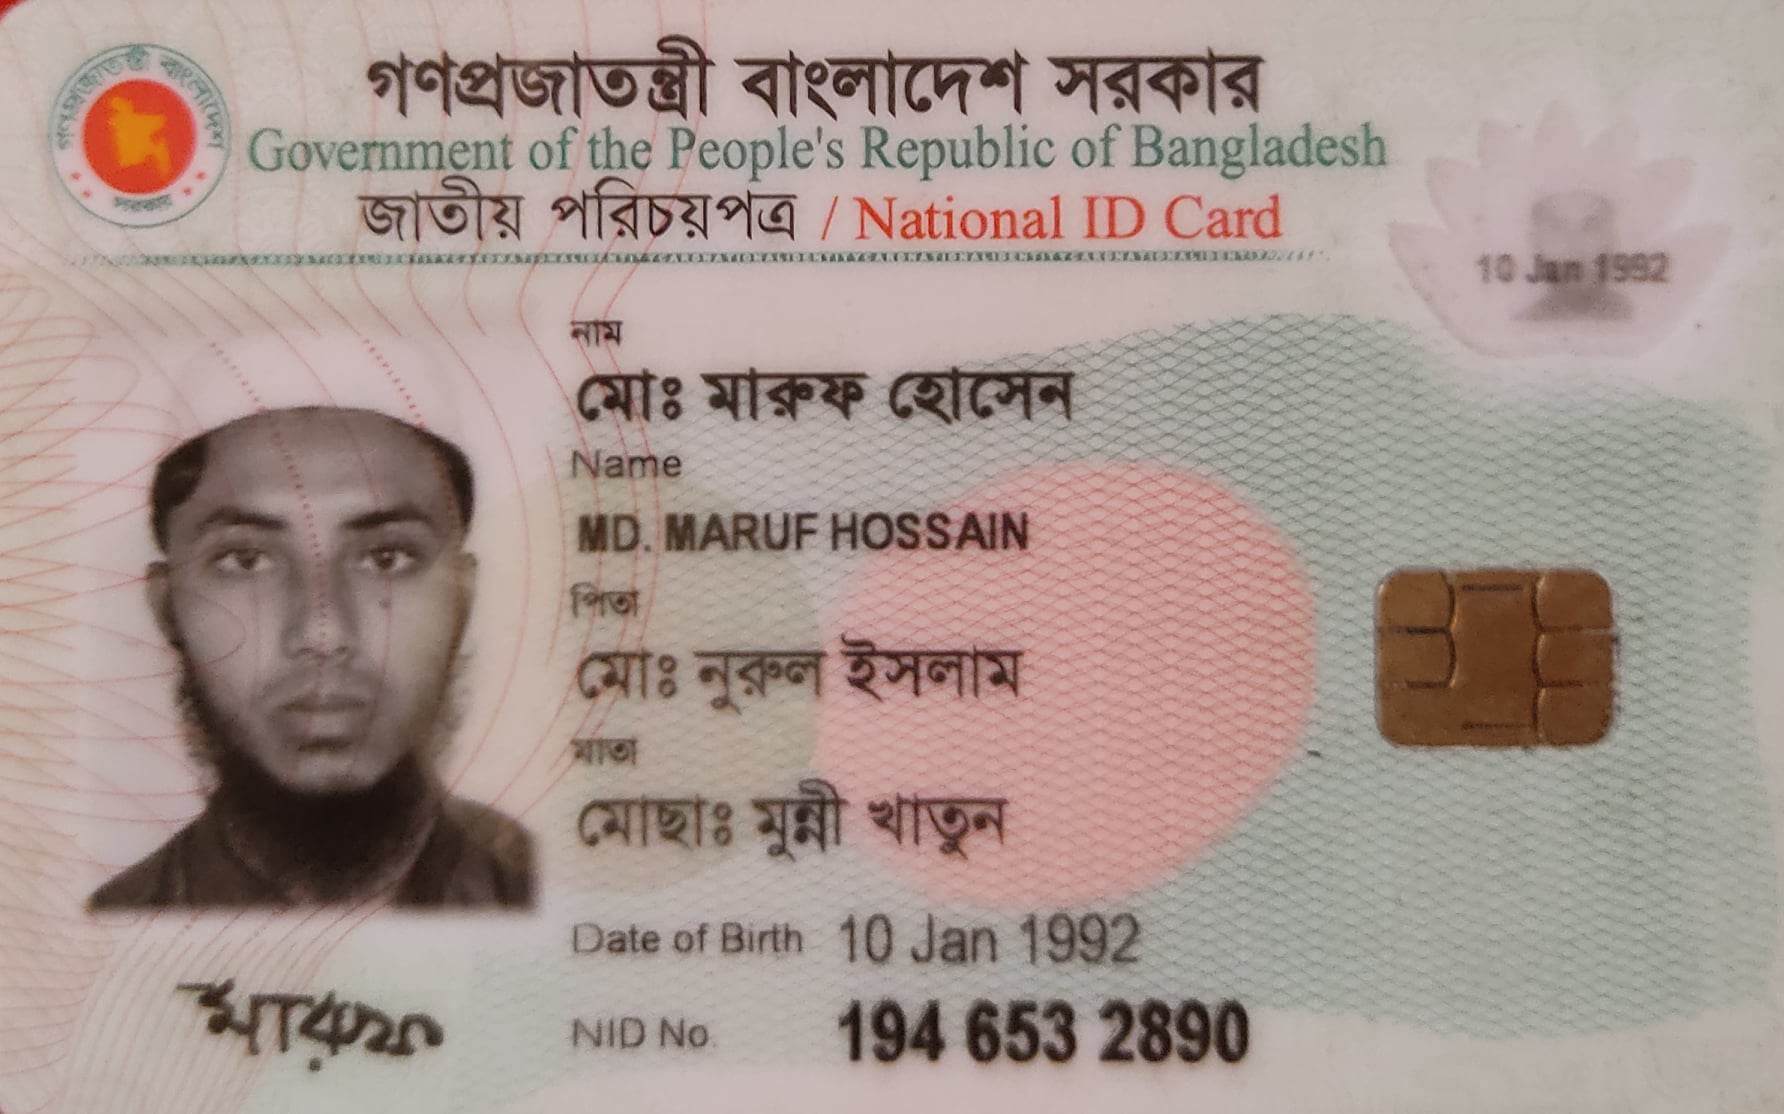 গণপ্রজাতন্ত্রী বাংলাদেশ সরকার
Government of the People's Republic of Bangladesh
জাতীয় পরিচয়পত্র / National ID Card
10 Jan 1992
নাম
মোঃ মারুফ হোসেন
Name
MD. MARUF HOSSAIN
পিতা
মোঃ নুরুল ইসলাম
মাতা
মোছাঃ মুন্নী খাতুন
Date of Birth 10 Jan 1992
মারুফ
NID No. 194 653 2890